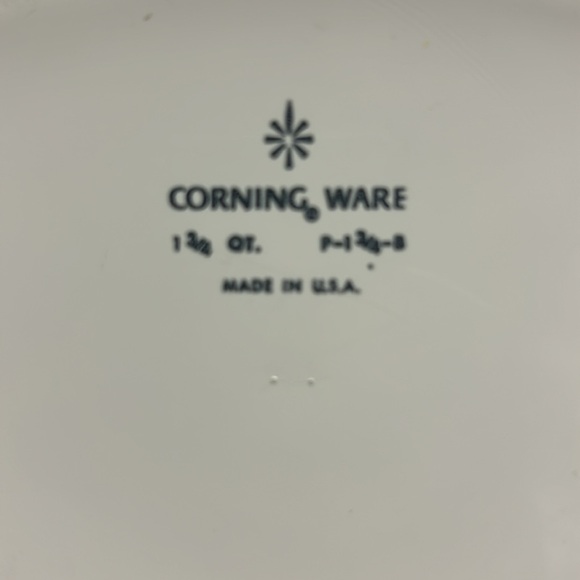 CORNING® WARE
1 3/4 QT. P-1 3/4-B
MADE IN U.S.A.